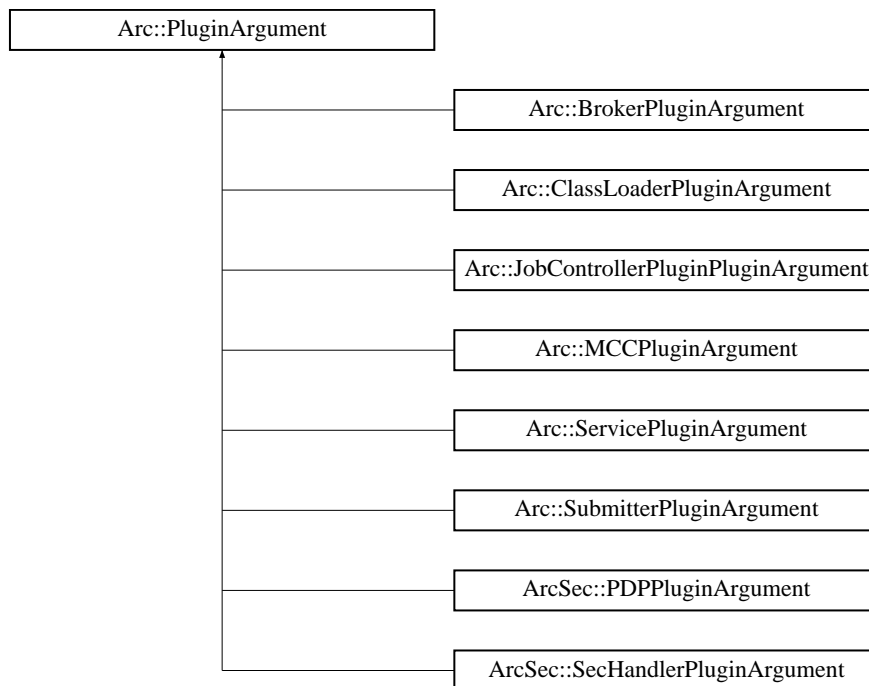 Arc::PluginArgument
Arc::BrokerPluginArgument
Arc::ClassLoaderPluginArgument
Arc::JobControllerPluginPluginArgument
Arc::MCCPluginArgument
Arc::ServicePluginArgument
Arc::SubmitterPluginArgument
ArcSec::PDPPluginArgument
ArcSec::SecHandlerPluginArgument